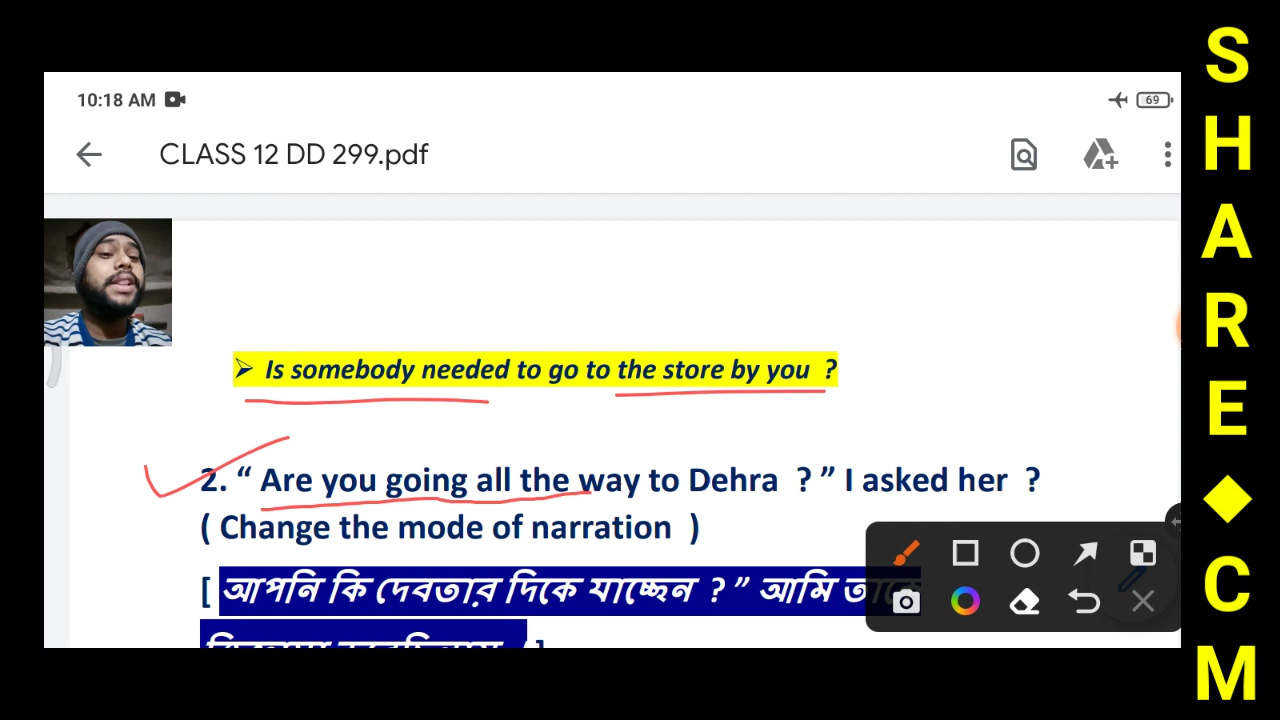 10:18 AM
69
CLASS 12 DD 299.pdf
➢ Is somebody needed to go to the store by you ?
2. “ Are you going all the way to Dehra ? ” I asked her ?
( Change the mode of narration )
[ আপনি কি দেবতার দিকে যাচ্ছেন ? ” আমি
SHARE◆CM